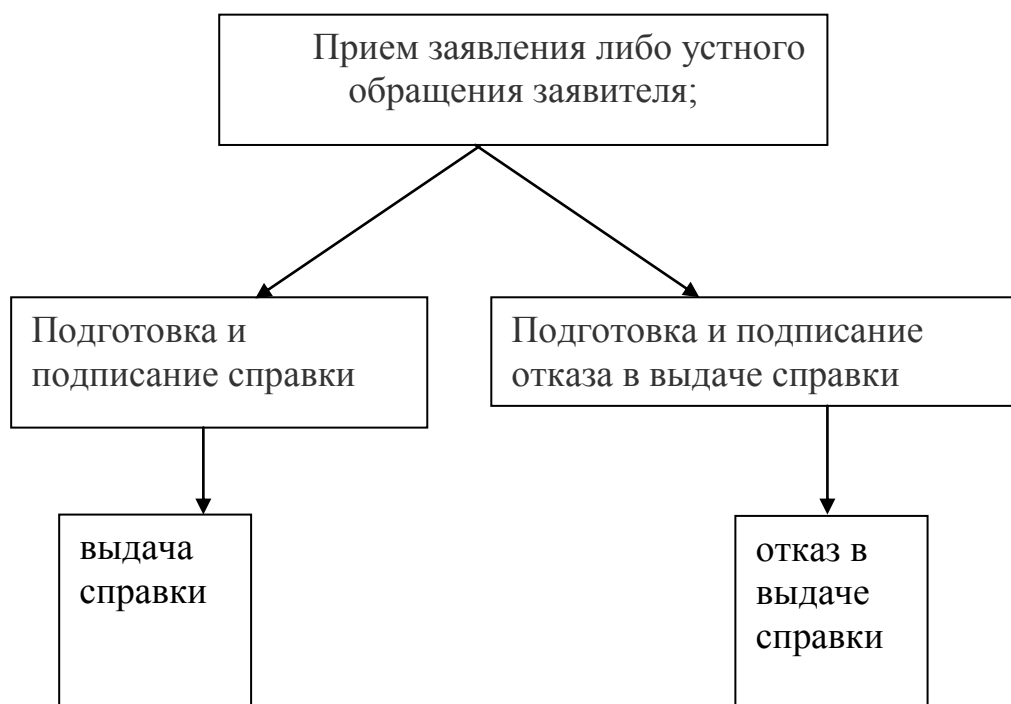 Прием заявления либо устного
обращения заявителя;
Подготовка и
подписание справки
Подготовка и подписание
отказа в выдаче справки
выдача
справки
отказ в
выдаче
справки